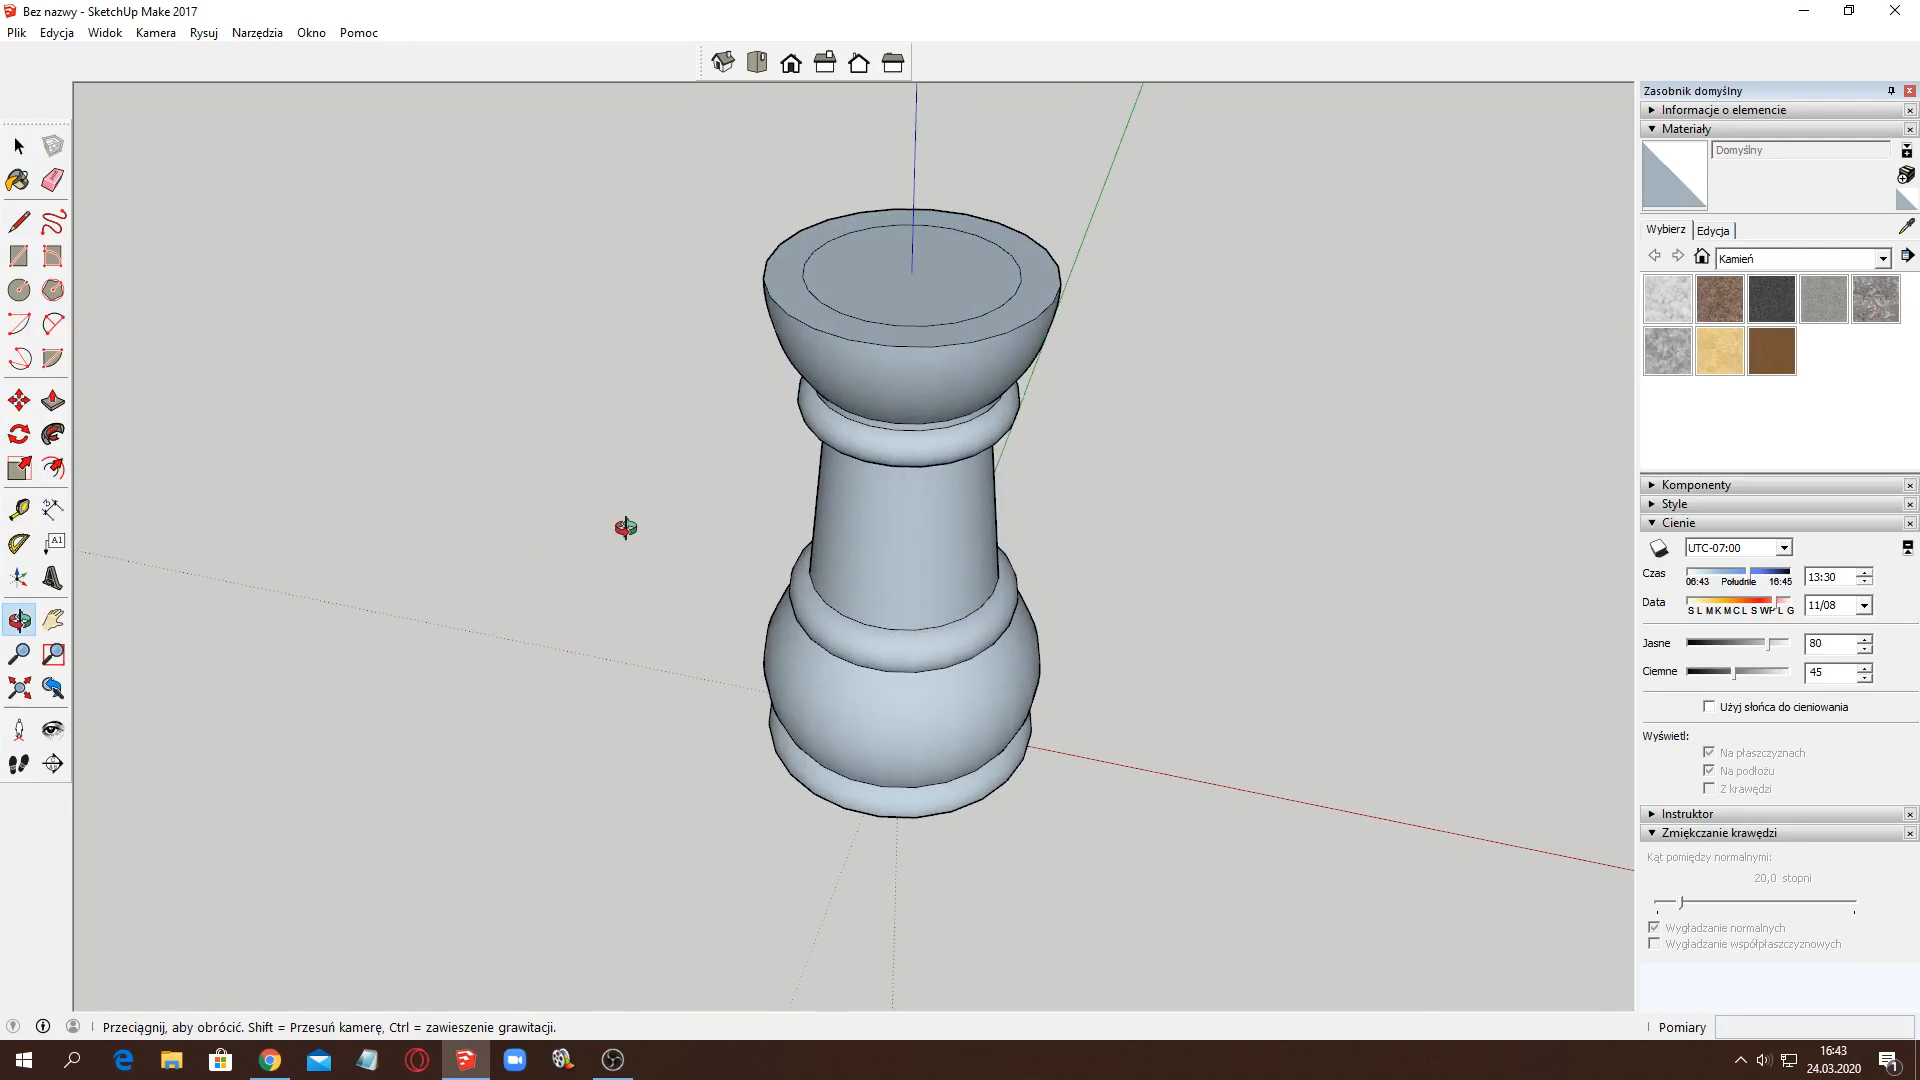 Bez nazwy - SketchUp Make 2017
Plik Edycja Widok Kamera Rysuj Narzędzia Okno Pomoc
Zasobnik domyślny
Informacje o elemencie
Materiały
Domyślny
Wybierz Edycja
Kamień
Komponenty
Style
Cienie
UTC-07:00
Czas 06:43 Południe 16:45 13:30
Data S L M K M C L S W P L G 11/08
Jasne 80
Ciemne 45
Użyj słońca do cieniowania
Wyświetl:
Na płaszczyznach
Na podłożu
Z krawędzi
Instruktor
Zmiękczanie krawędzi
Kąt pomiędzy normalnymi:
20,0 stopni
Wygładzanie normalnych
Wygładzanie współpłaszczyznowych
A1
Przeciągnij, aby obrócić. Shift = Przesuń kamerę, Ctrl = zawieszenie grawitacji.
Pomiary
16:43
24.03.2020
1